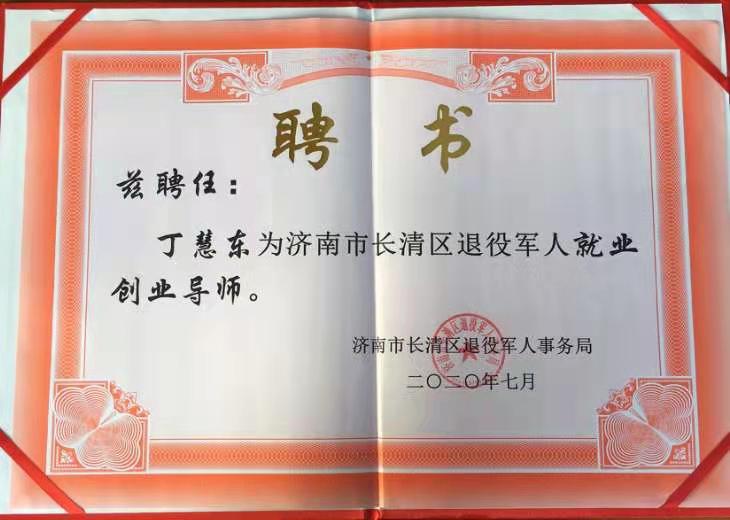 聘 书
兹聘任：
丁慧东为济南市长清区退役军人就业
创业导师。
济南市长清区退役军人事务局
二〇二〇年七月